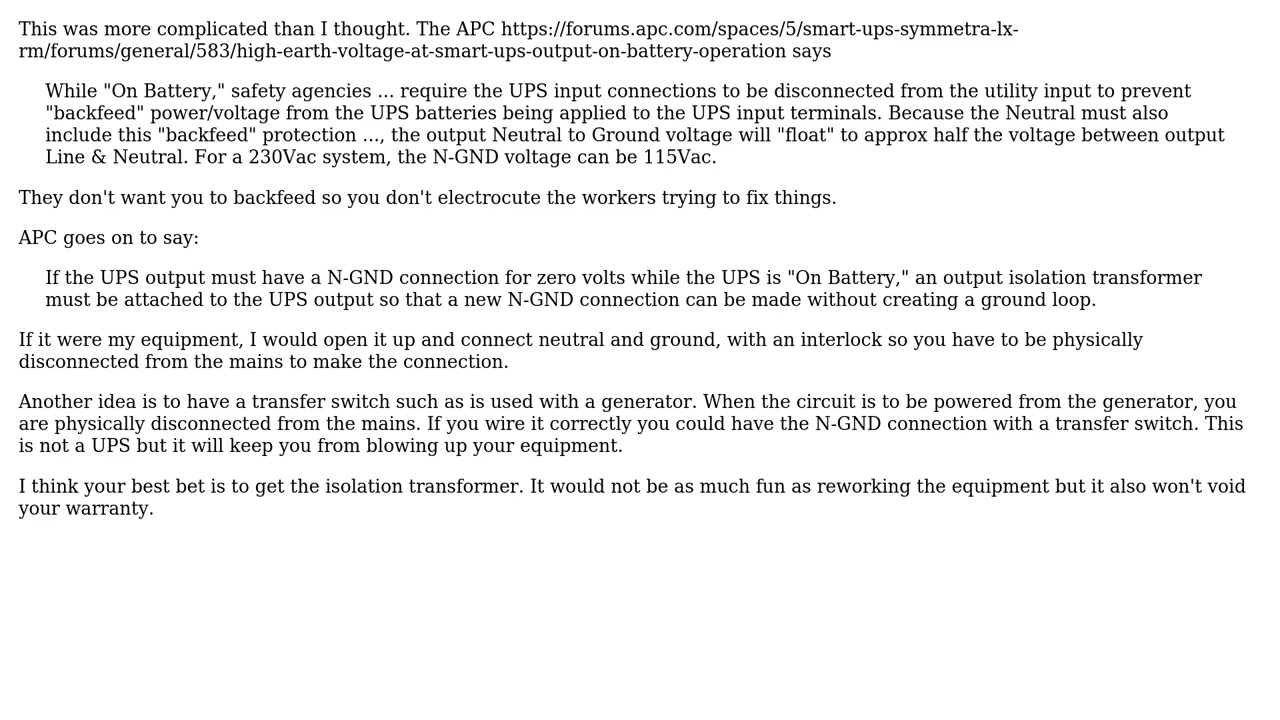 This was more complicated than I thought. The APC https://forums.apc.com/spaces/5/smart-ups-symmetra-lx-
rm/forums/general/583/high-earth-voltage-at-smart-ups-output-on-battery-operation says
While "On Battery," safety agencies ... require the UPS input connections to be disconnected from the utility input to prevent
"backfeed" power/voltage from the UPS batteries being applied to the UPS input terminals. Because the Neutral must also
include this "backfeed" protection ..., the output Neutral to Ground voltage will "float" to approx half the voltage between output
Line & Neutral. For a 230Vac system, the N-GND voltage can be 115Vac.
They don't want you to backfeed so you don't electrocute the workers trying to fix things.
APC goes on to say:
If the UPS output must have a N-GND connection for zero volts while the UPS is "On Battery," an output isolation transformer
must be attached to the UPS output so that a new N-GND connection can be made without creating a ground loop.
If it were my equipment, I would open it up and connect neutral and ground, with an interlock so you have to be physically
disconnected from the mains to make the connection.
Another idea is to have a transfer switch such as is used with a generator. When the circuit is to be powered from the generator, you
are physically disconnected from the mains. If you wire it correctly you could have the N-GND connection with a transfer switch. This
is not a UPS but it will keep you from blowing up your equipment.
I think your best bet is to get the isolation transformer. It would not be as much fun as reworking the equipment but it also won't void
your warranty.